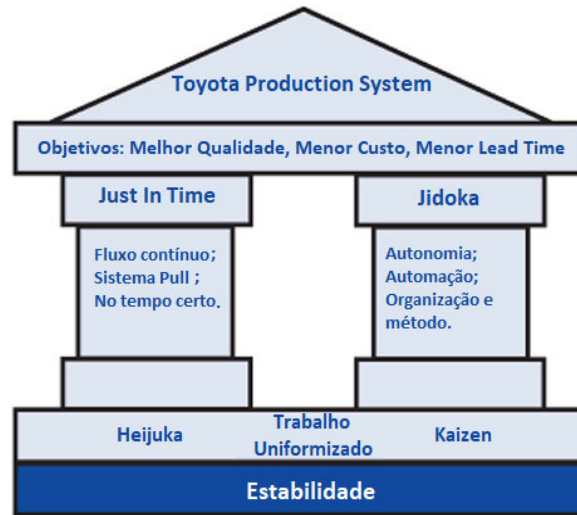 Toyota Production System
Objetivos: Melhor Qualidade, Menor Custo, Menor Lead Time
Just In Time
Fluxo contínuo;
Sistema Pull ;
No tempo certo.
Jidoka
Autonomia;
Automação;
Organização e
método.
Heijuka
Trabalho
Uniformizado
Kaizen
Estabilidade